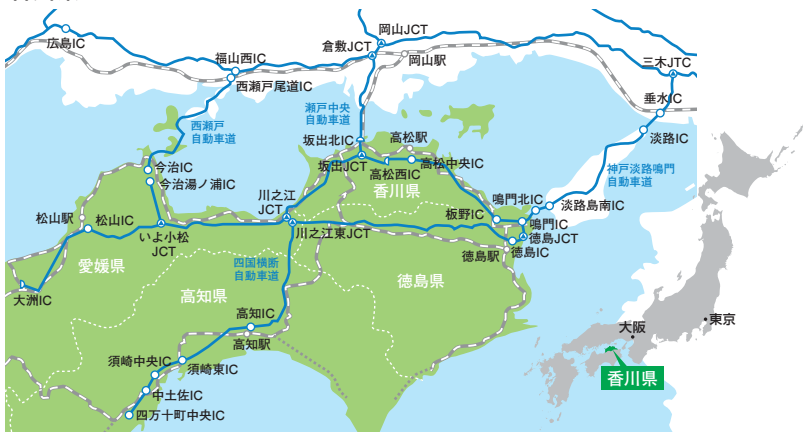 広島IC
福山西IC
西瀬戸尾道IC
倉敷JCT
岡山JCT
岡山駅
三木JTC
垂水IC
淡路IC
西瀬戸
自動車道
瀬戸中央
自動車道
神戸淡路鳴門
自動車道
坂出北IC
坂出JCT
高松駅
高松中央IC
高松西IC
香川県
今治IC
今治湯ノ浦IC
川之江
JCT
川之江東JCT
鳴門北IC
淡路島南IC
板野IC
鳴門IC
徳島JCT
徳島IC
徳島駅
松山駅
松山IC
いよ小松
JCT
愛媛県
大洲IC
四国横断
自動車道
高知県
徳島県
高知IC
高知駅
須崎中央IC
須崎東IC
中土佐IC
四万十町中央IC
大阪
東京
香川県